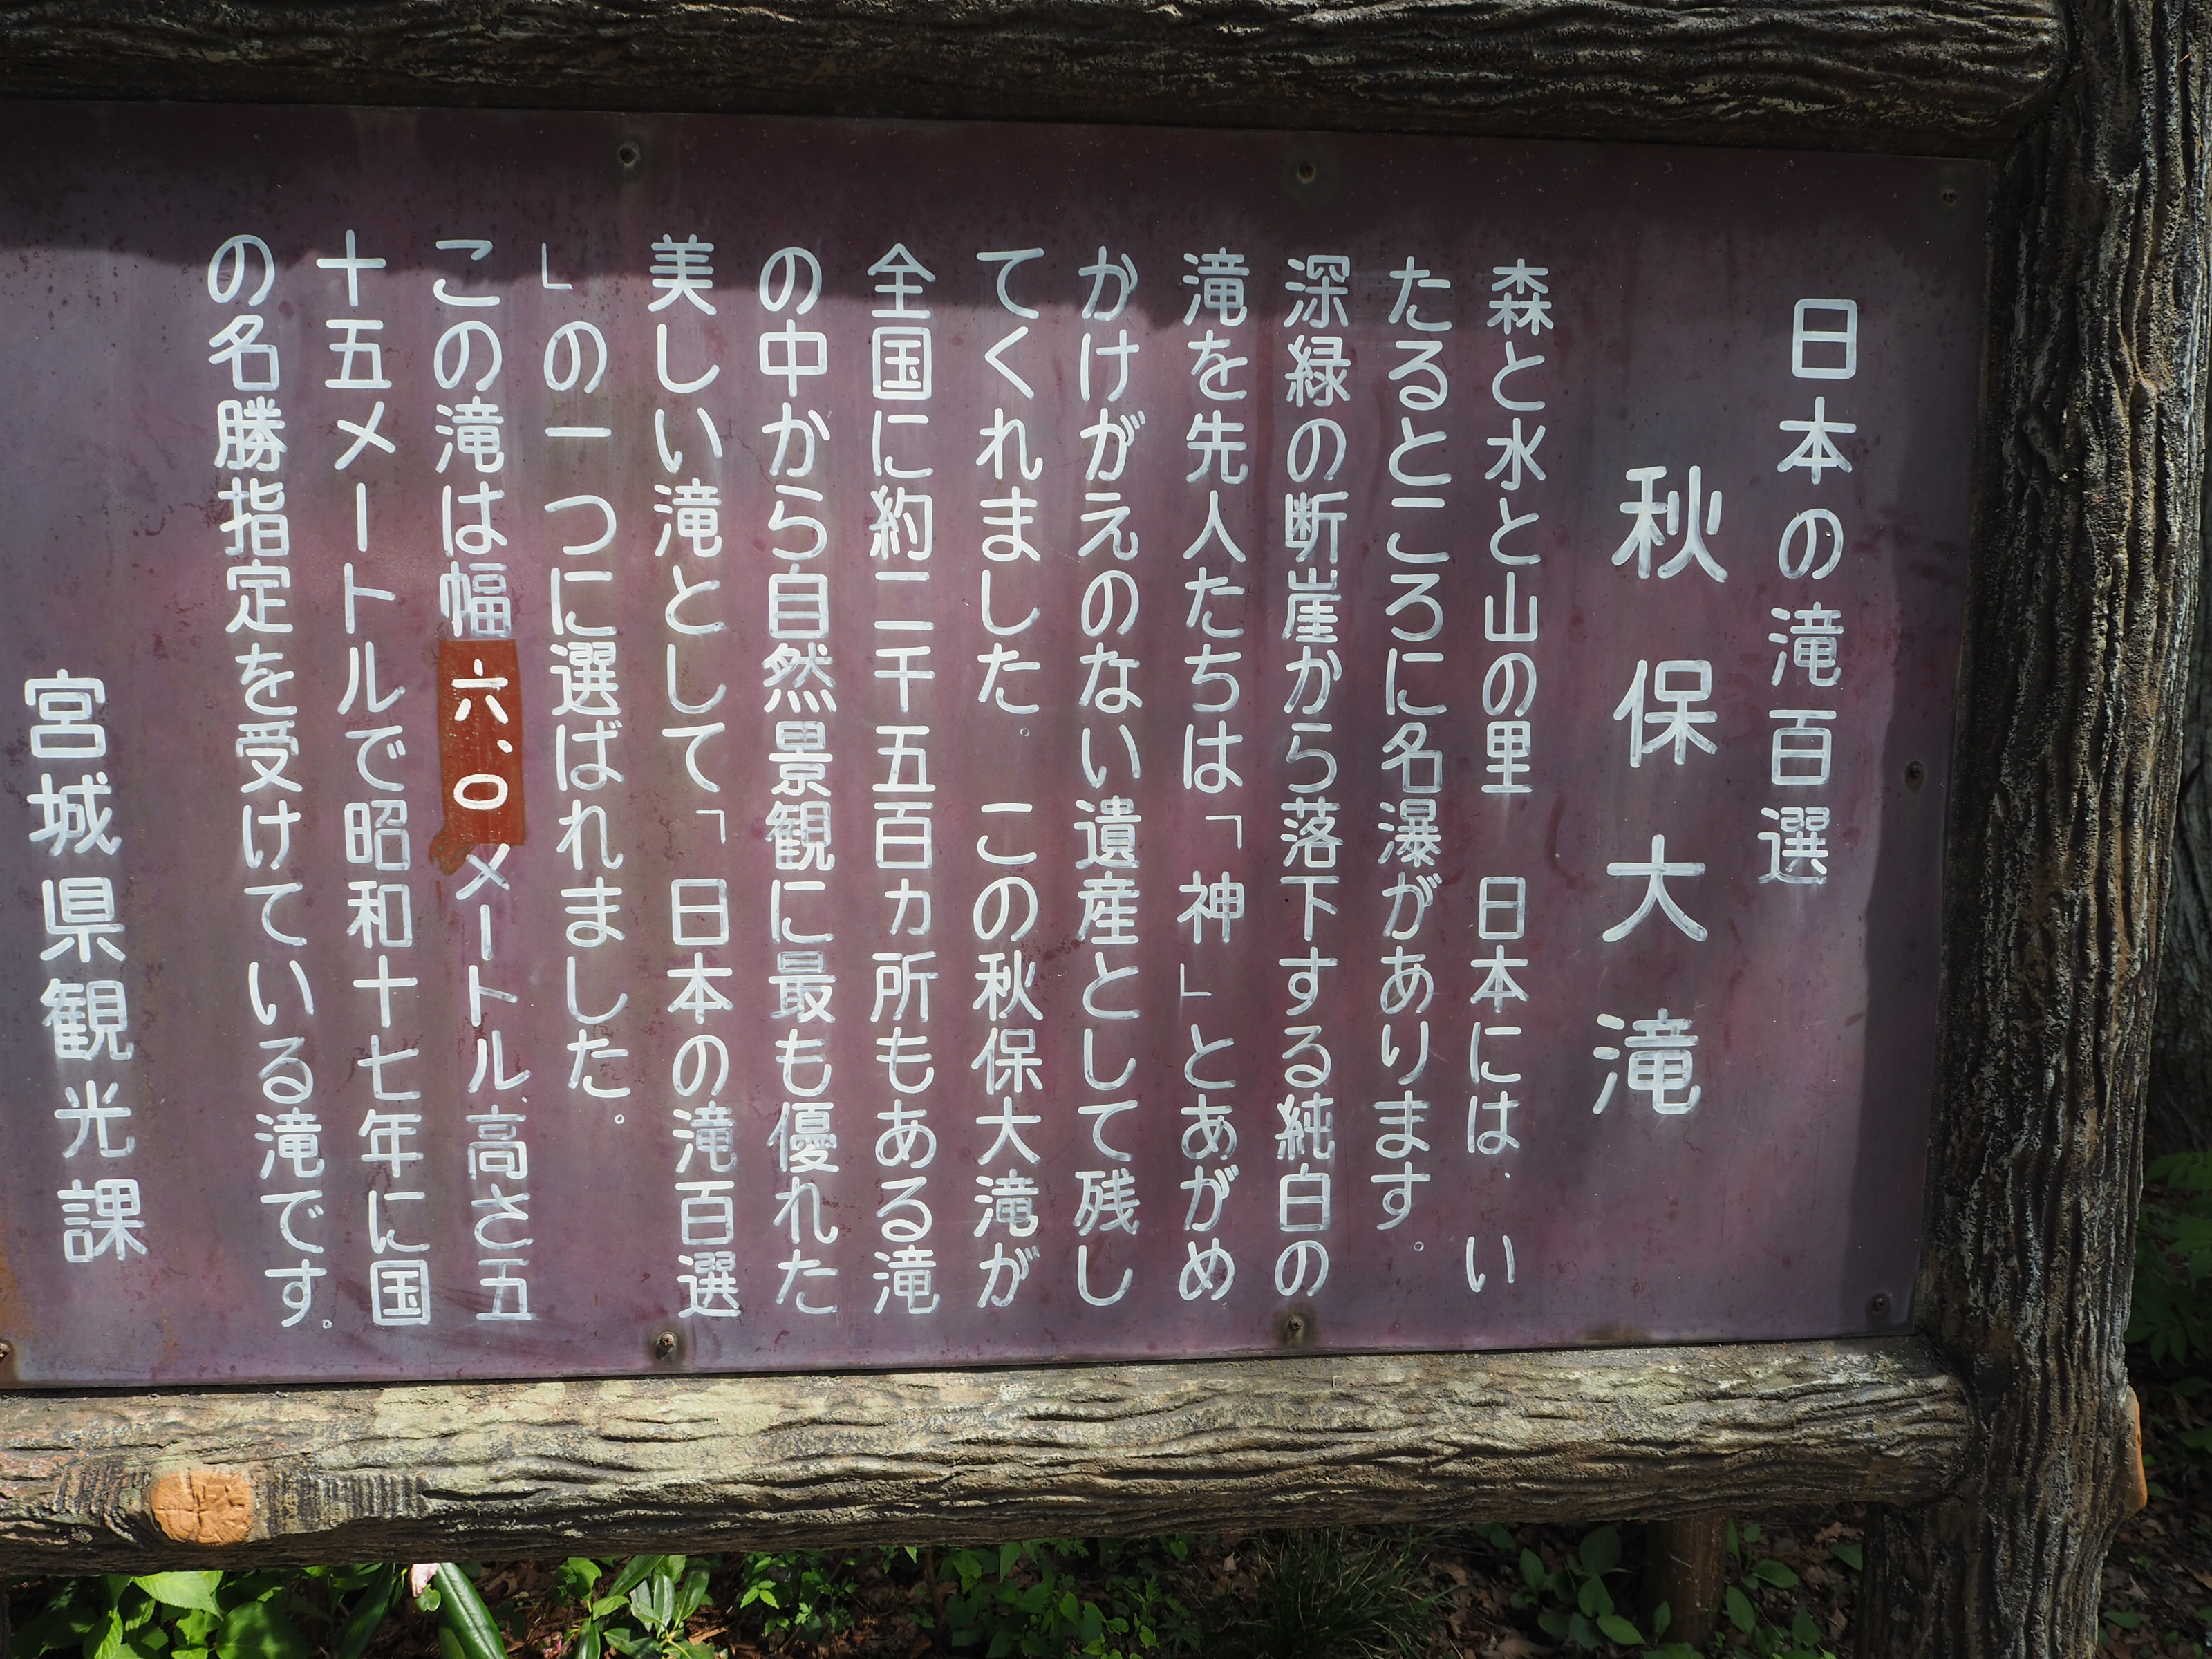 日本の滝百選
秋保大滝
森と水と山の里　日本には、い
たるところに名瀑があります。
深緑の断崖から落下する純白の
滝を先人たちは「神」とあがめ
かけがえのない遺産として残し
てくれました。この秋保大滝が
全国に約二千五百カ所もある滝
の中から自然景観に最も優れた
美しい滝として「日本の滝百選
」の一つに選ばれました。
この滝は幅六.〇メートル高さ五
十五メートルで昭和十七年に国
の名勝指定を受けている滝です。
宮城県観光課